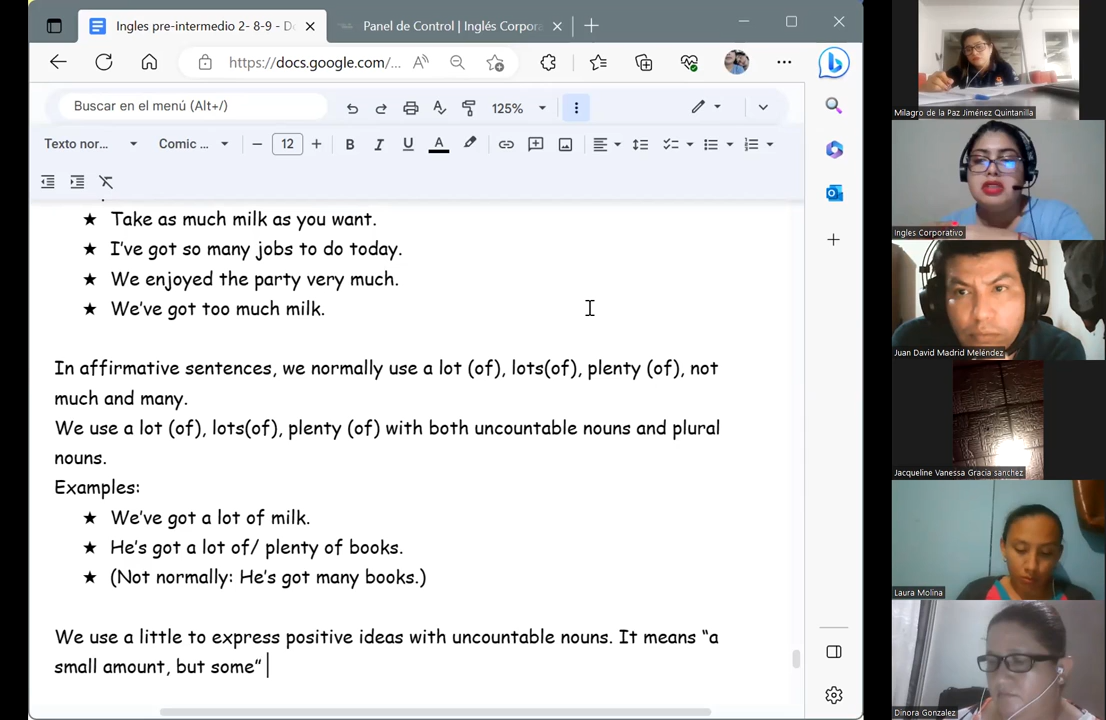 Ingles pre-intermedio 2- 8-9 - D
Panel de Control | Inglés Corpora
https://docs.google.com/...
Buscar en el menú (Alt+/)
125%
Texto nor...
Comic ...
12
★ Take as much milk as you want.
★ I've got so many jobs to do today.
★ We enjoyed the party very much.
★ We've got too much milk.
In affirmative sentences, we normally use a lot (of), lots(of), plenty (of), not
much and many.
We use a lot (of), lots(of), plenty (of) with both uncountable nouns and plural
nouns.
Examples:
★ We've got a lot of milk.
★ He's got a lot of/ plenty of books.
★ (Not normally: He's got many books.)
We use a little to express positive ideas with uncountable nouns. It means “a
small amount, but some”
Milagro de la Paz Jiménez Quintanilla
Ingles Corporativo
Juan David Madrid Meléndez
Jacqueline Vanessa Gracia sanchez
Laura Molina
Dinora Gonzalez